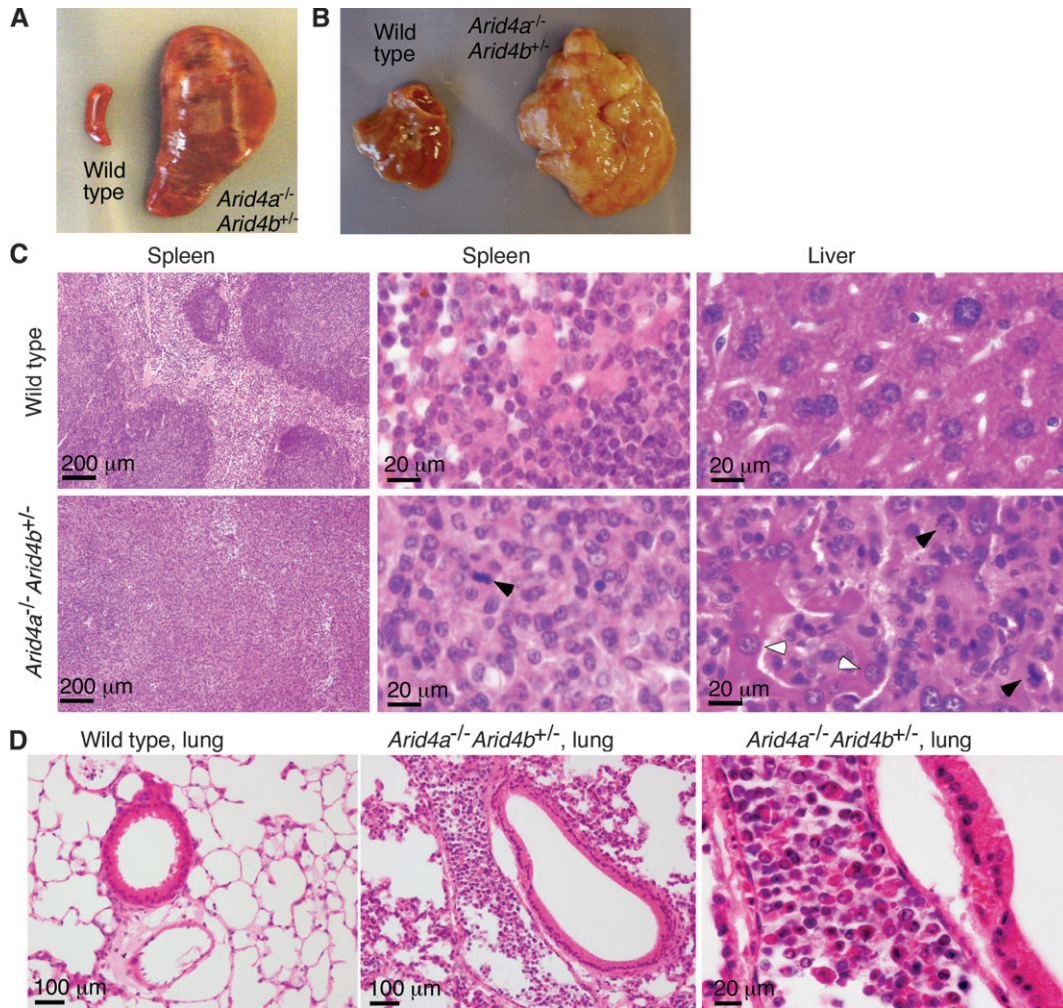 A
Wild
type
Arid4a-/-
Arid4b+/-
B
Wild
type
Arid4a-/-
Arid4b+/-
C
Spleen
Spleen
Liver
Wild type
200 μm
20 μm
20 μm
Arid4a-/- Arid4b+/-
200 μm
20 μm
20 μm
D
Wild type, lung
Arid4a-/- Arid4b+/-, lung
Arid4a-/- Arid4b+/-, lung
100 μm
100 μm
20 μm